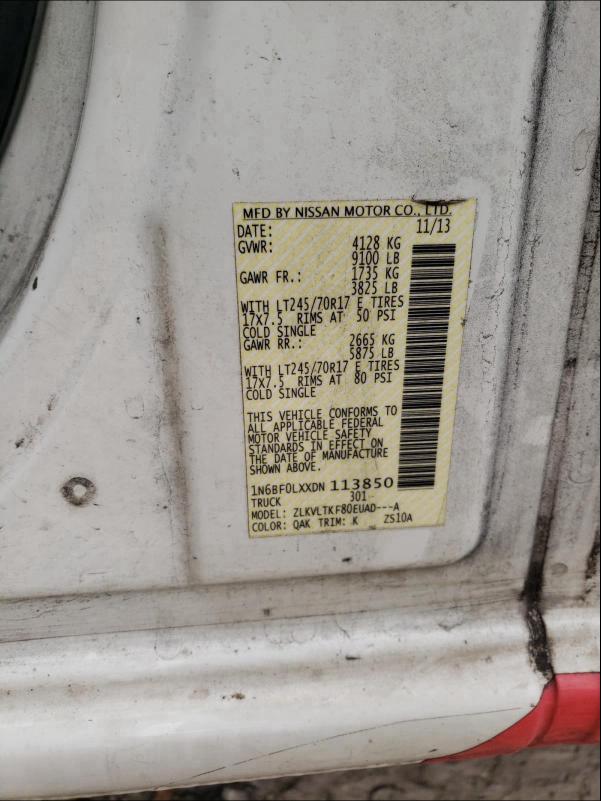 MFD BY NISSAN MOTOR CO., LTD.
DATE: 11/13
GVWR: 4128 KG
9100 LB
GAWR FR.: 1735 KG
3825 LB
WITH LT245/70R17 E TIRES
17X7.5 RIMS AT 50 PSI
COLD SINGLE
GAWR RR.: 2665 KG
5875 LB
WITH LT245/70R17 E TIRES
17X7.5 RIMS AT 80 PSI
COLD SINGLE
THIS VEHICLE CONFORMS TO
ALL APPLICABLE FEDERAL
MOTOR VEHICLE SAFETY
STANDARDS IN EFFECT ON
THE DATE OF MANUFACTURE
SHOWN ABOVE.
1N6BF0LXXDN 113850
TRUCK 301
MODEL: ZLKVLTKF80EUAD---A
COLOR: QAK TRIM: K ZS10A